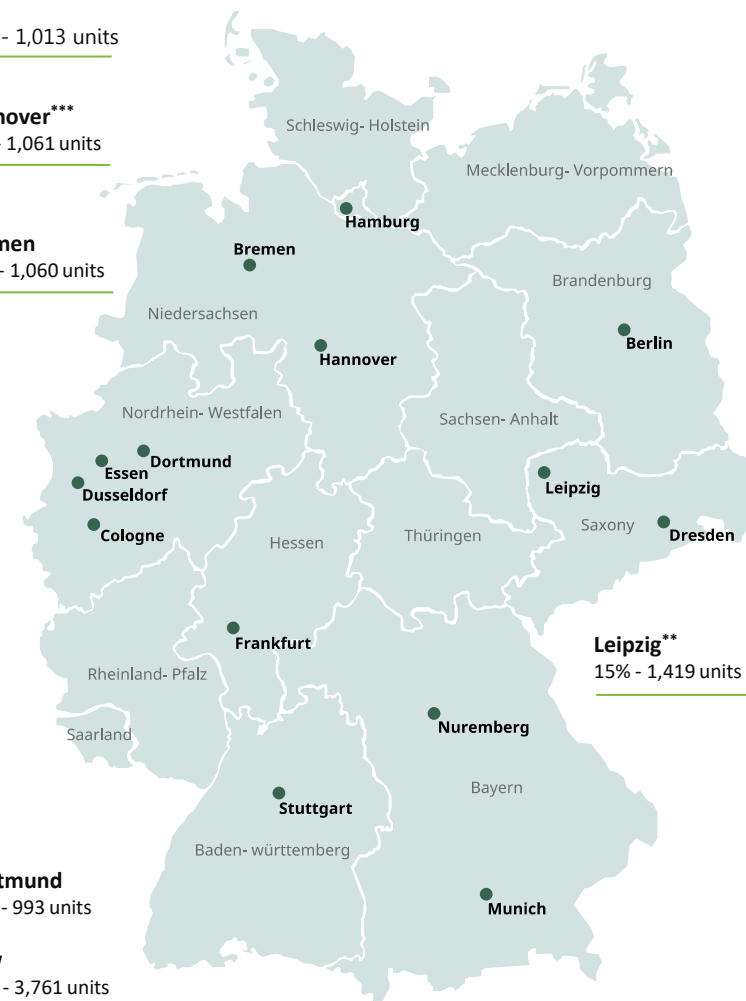 - 1,013 units
nover***
- 1,061 units
men
- 1,060 units
Schleswig- Holstein
Mecklenburg- Vorpommern
Hamburg
Bremen
Brandenburg
Niedersachsen
Berlin
Hannover
Nordrhein- Westfalen
Sachsen- Anhalt
Dortmund
Essen
Leipzig
Dusseldorf
Saxony
Cologne
Dresden
Hessen
Thüringen
Frankfurt
Leipzig**
15% - 1,419 units
Rheinland- Pfalz
Nuremberg
Saarland
Bayern
Stuttgart
Baden- württemberg
tmund
- 993 units
Munich
- 3,761 units